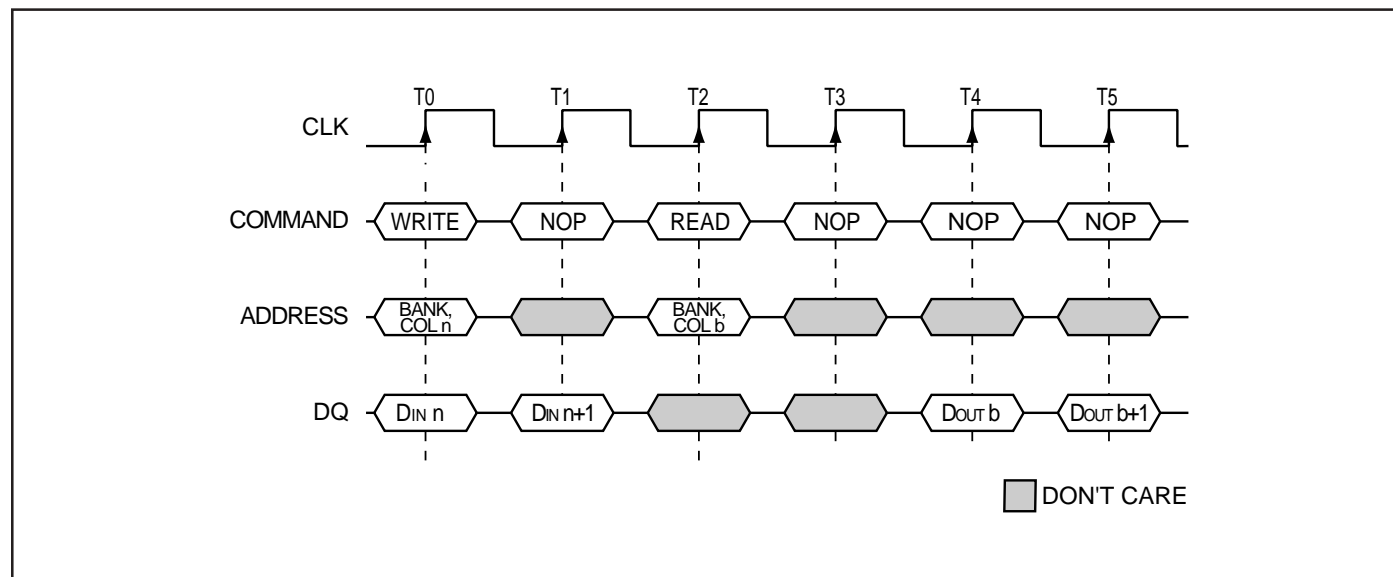 T0 T1 T2 T3 T4 T5
CLK
COMMAND WRITE NOP READ NOP NOP NOP
ADDRESS BANK, COL n BANK, COL b
DQ DIN n DIN n+1 DOUT b DOUT b+1
DON'T CARE